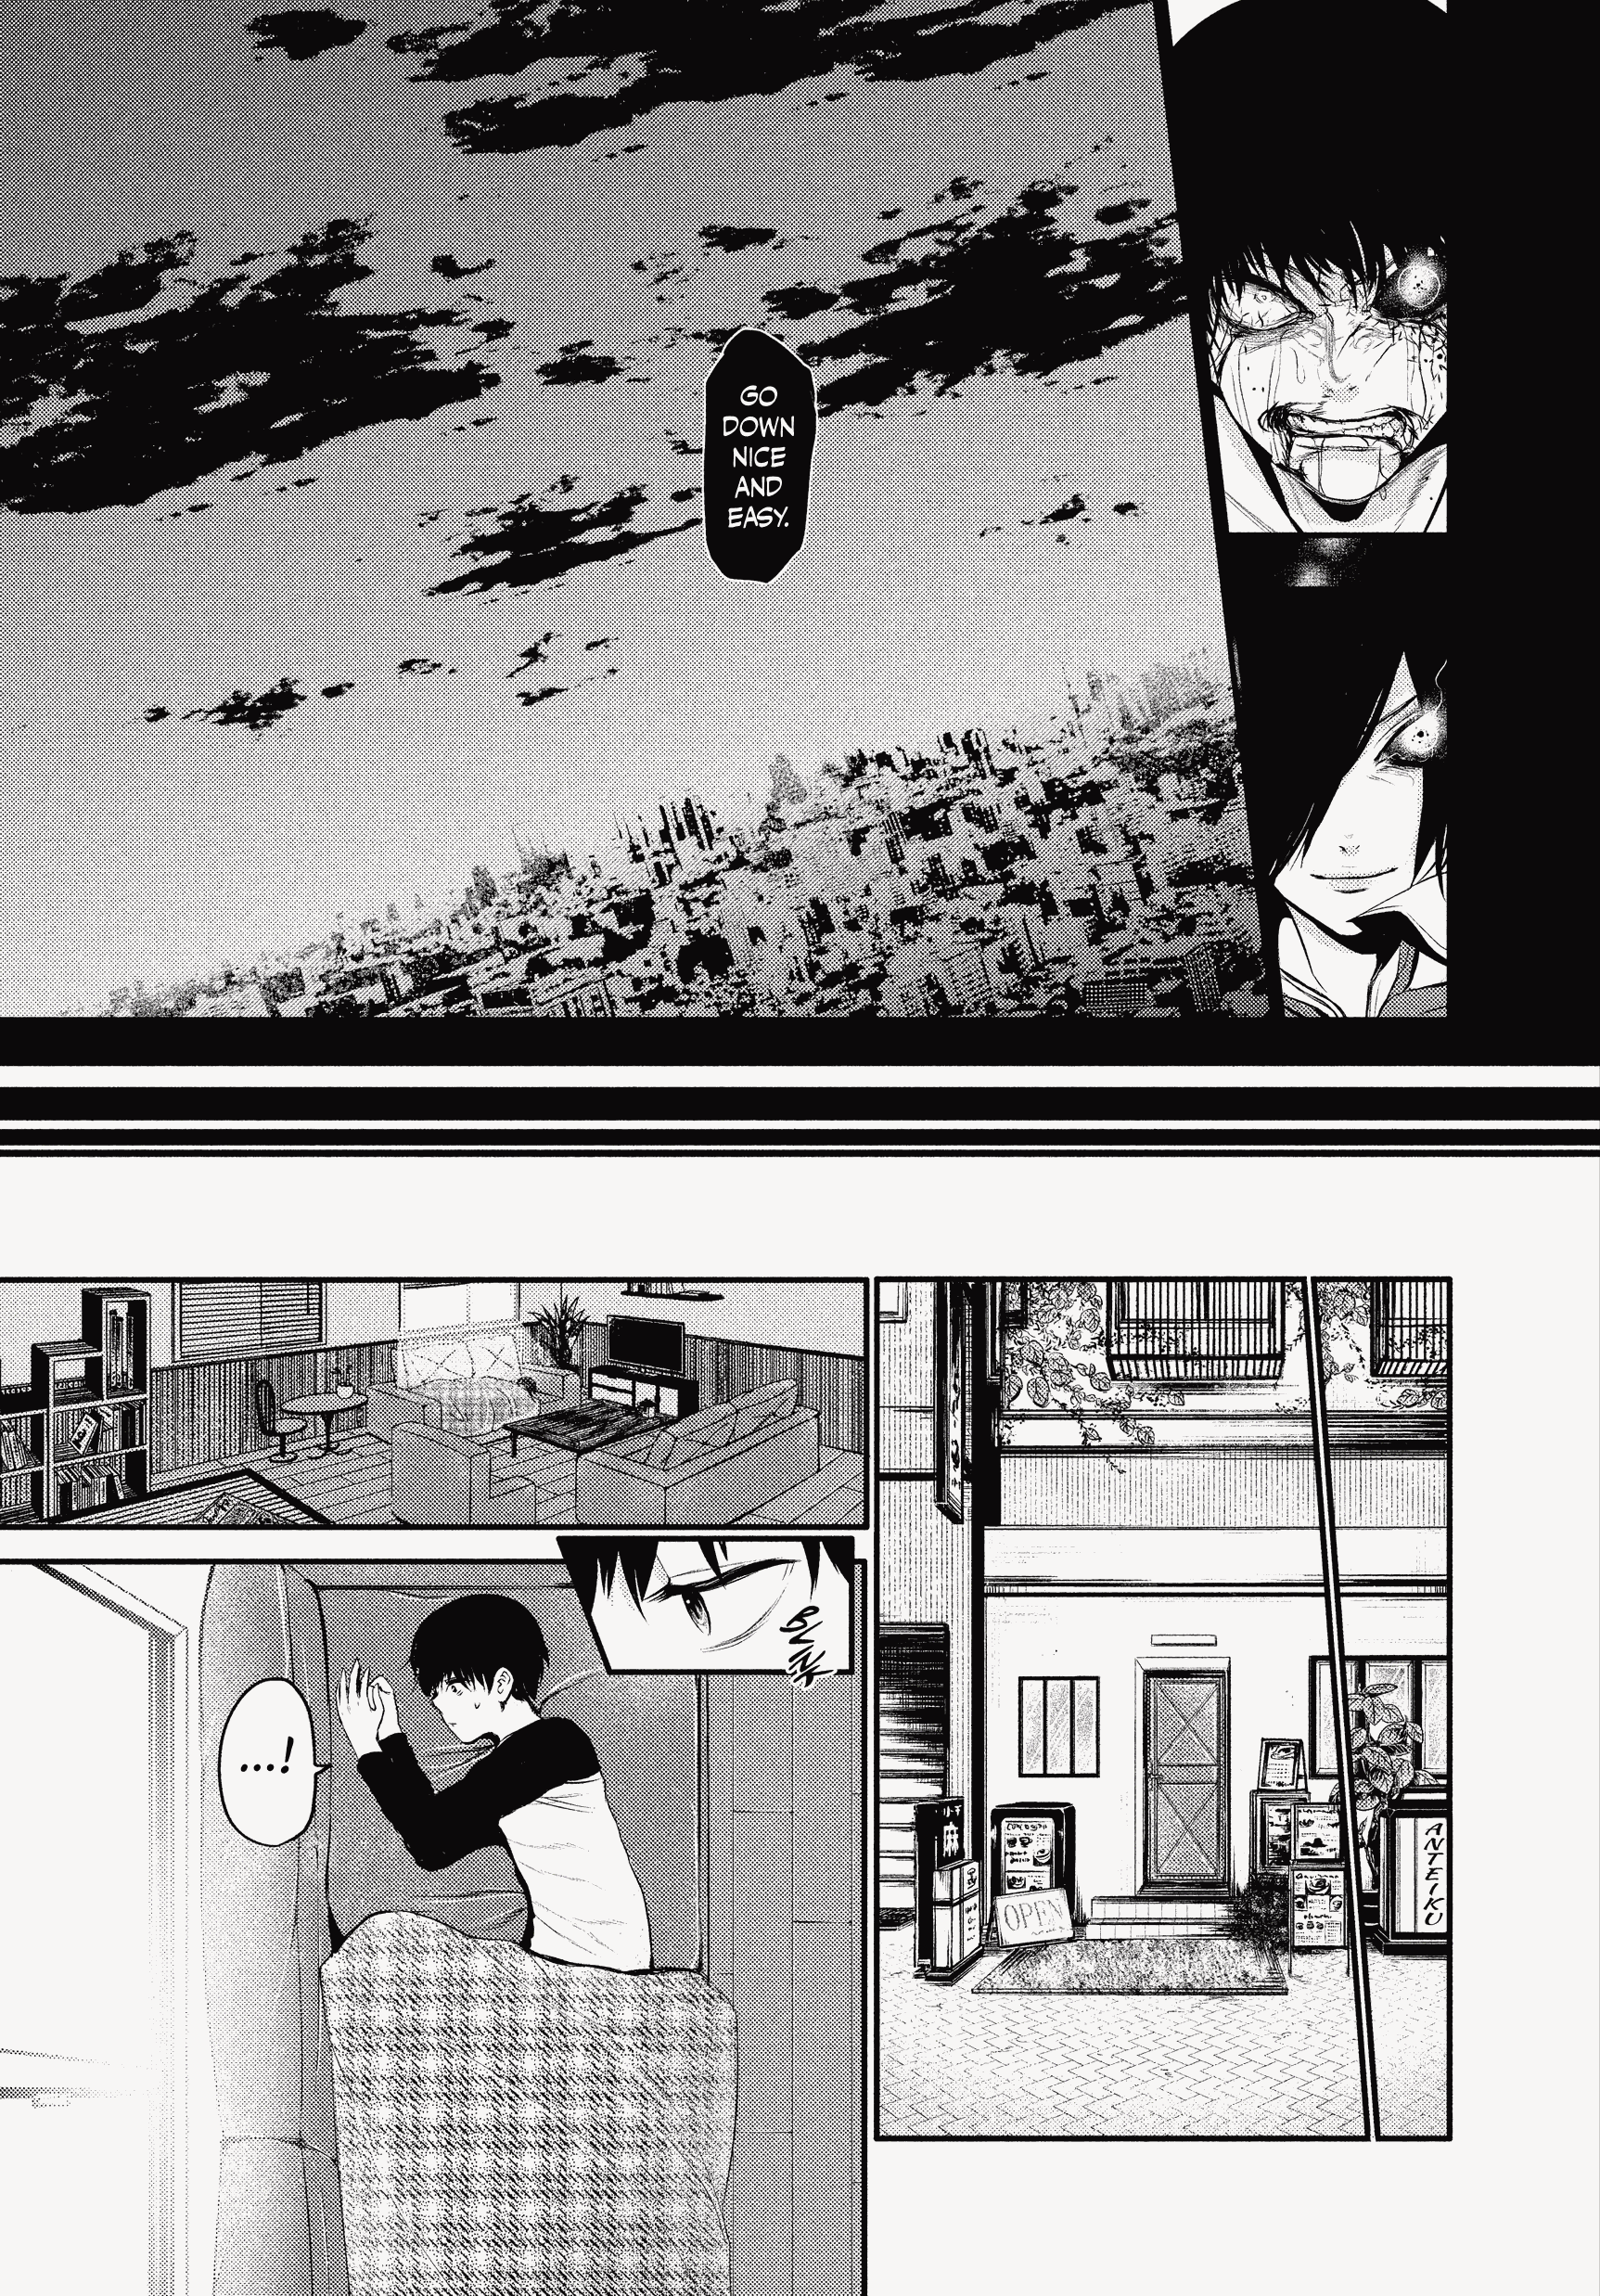 GO
DOWN
NICE
AND
EASY.
ANTEIKU
OPEN
BLINK
...!